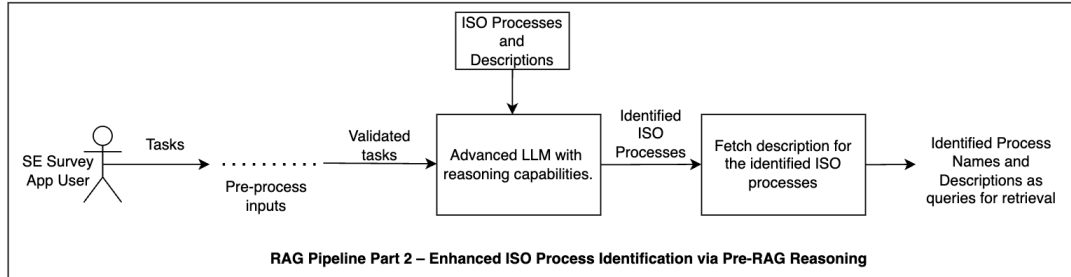 ISO Processes
and
Descriptions
SE Survey
App User
Tasks
Pre-process
inputs
Validated
tasks
Advanced LLM with
reasoning capabilities.
Identified
ISO
Processes
Fetch description for
the identified ISO
processes
Identified Process
Names and
Descriptions as
queries for retrieval
RAG Pipeline Part 2 – Enhanced ISO Process Identification via Pre-RAG Reasoning